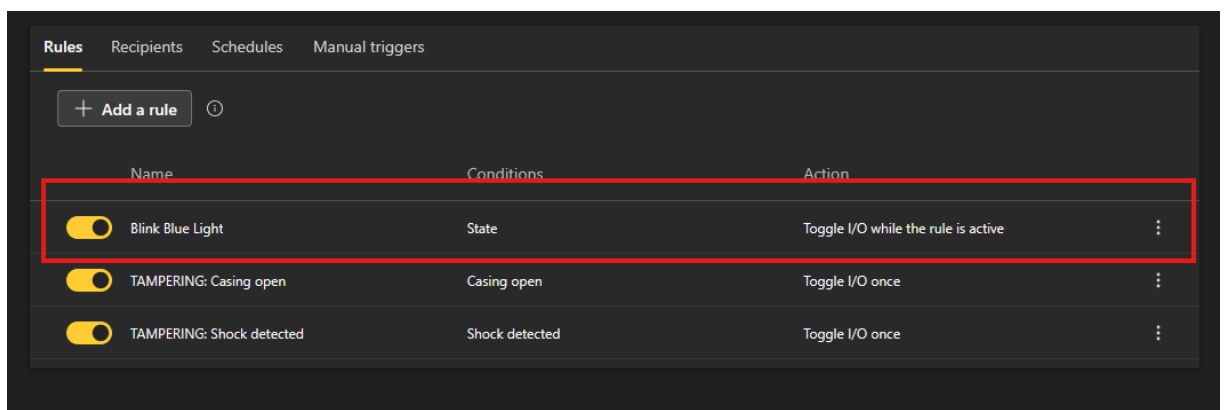 Rules Recipients Schedules Manual triggers
Add a rule
Name Conditions Action
Blink Blue Light State Toggle I/O while the rule is active
TAMPERING: Casing open Casing open Toggle I/O once
TAMPERING: Shock detected Shock detected Toggle I/O once